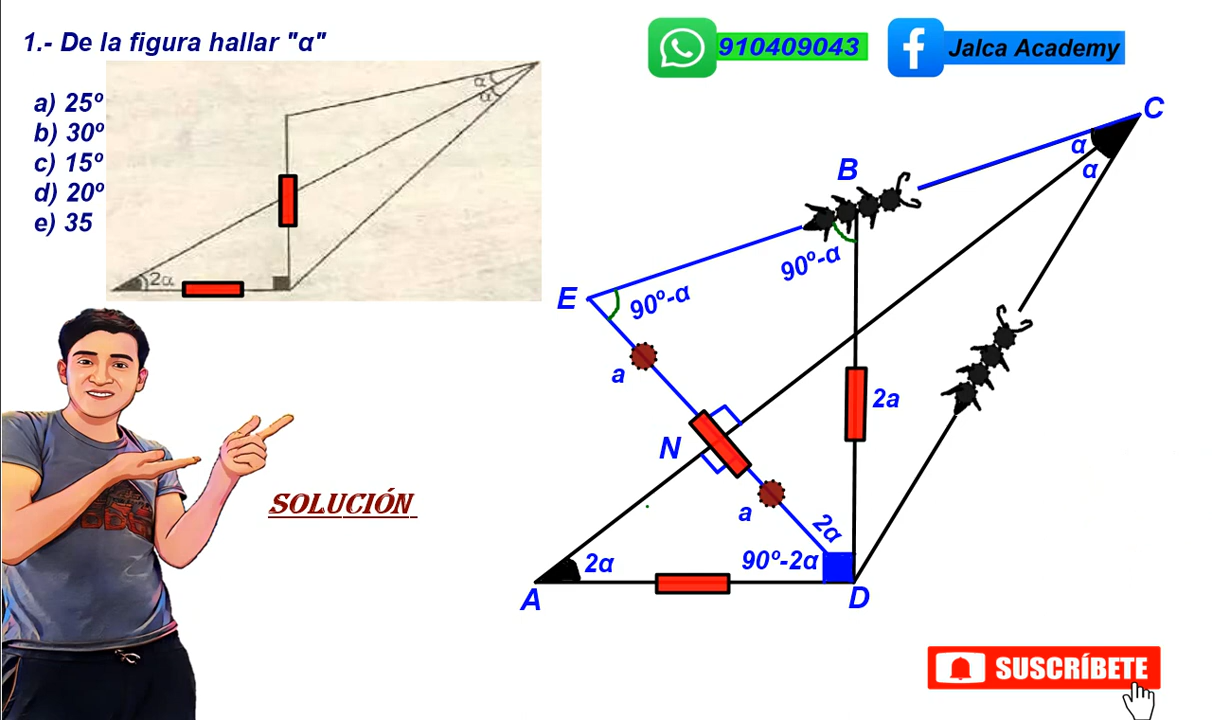 1.- De la figura hallar "α"
a) 25º
b) 30º
c) 15º
d) 20º
e) 35
α
α
2α
910409043
Jalca Academy
C
α
α
B
90º-α
E
90º-α
a
2a
N
a
2α
90º-2α
2α
A
D
SOLUCIÓN
SUSCRÍBETE